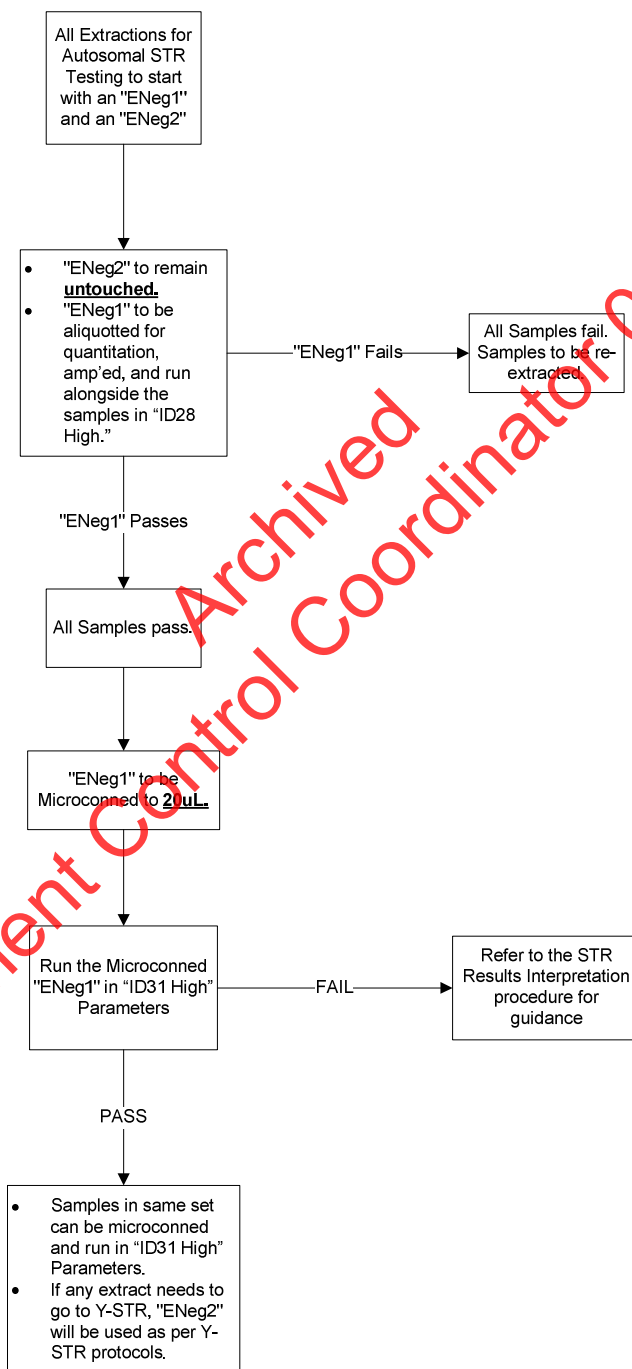 All Extractions for
Autosomal STR
Testing to start
with an "ENeg1"
and an "ENeg2"
• "ENeg2" to remain
untouched.
• "ENeg1" to be
aliquotted for
quantitation,
amp'ed, and run
alongside the
samples in “ID28
High.”
"ENeg1" Fails
All Samples fail.
Samples to be re-
extracted.
"ENeg1" Passes
All Samples pass.
"ENeg1" to be
Microconned to 20uL.
Run the Microconned
"ENeg1" in “ID31 High”
Parameters
FAIL
Refer to the STR
Results Interpretation
procedure for
guidance
PASS
• Samples in same set
can be microconned
and run in “ID31 High”
Parameters.
• If any extract needs to
go to Y-STR, "ENeg2"
will be used as per Y-
STR protocols.
Archived
Control Coordinator